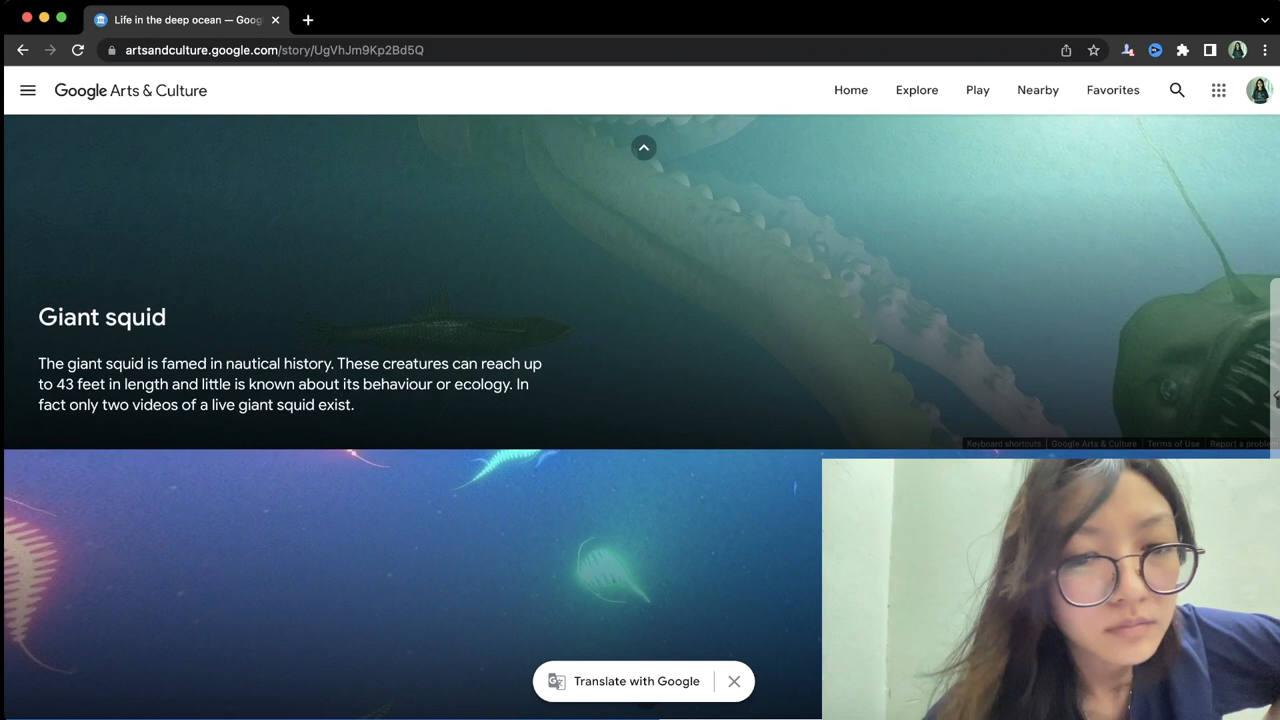 Life in the deep ocean — Goog
artsandculture.google.com/story/UgVhJm9Kp2Bd5Q
Google Arts & Culture
Home
Explore
Play
Nearby
Favorites
Giant squid
The giant squid is famed in nautical history. These creatures can reach up
to 43 feet in length and little is known about its behaviour or ecology. In
fact only two videos of a live giant squid exist.
Keyboard shortcuts
Google Arts & Culture
Terms of Use
Report a problem
Translate with Google